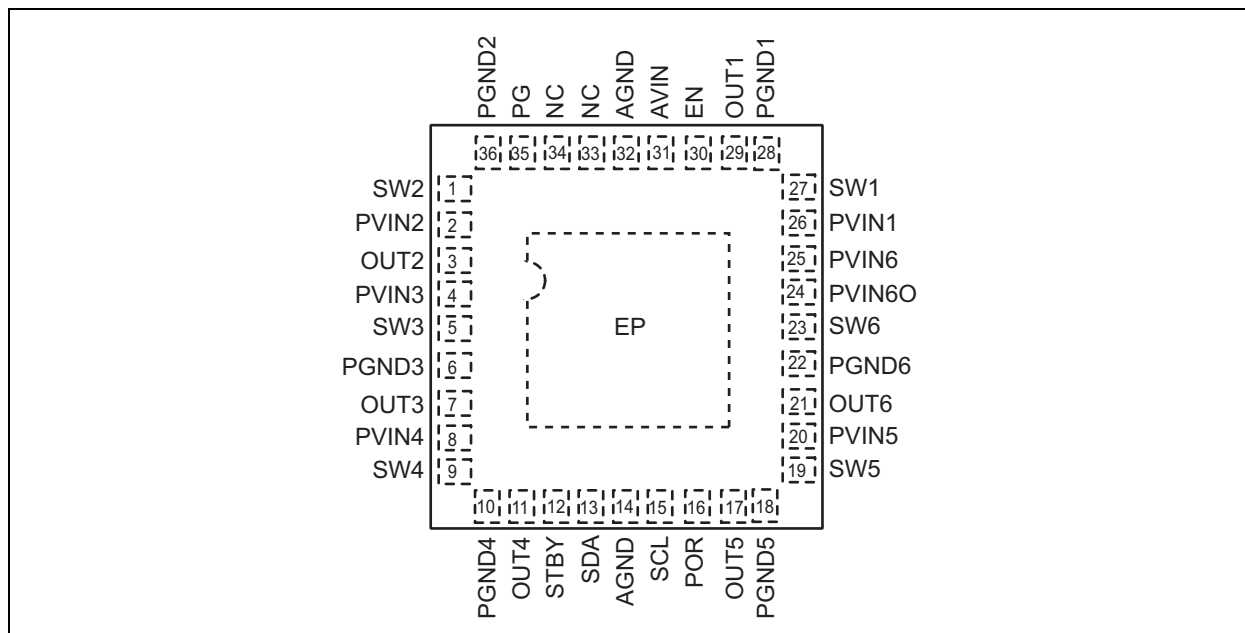 PGND2
PG
NC
NC
AGND
AVIN
EN
OUT1
PGND1
36
35
34
33
32
31
30
29
28
SW2
1
PVIN2
2
OUT2
3
PVIN3
4
SW3
5
PGND3
6
OUT3
7
PVIN4
8
SW4
9
EP
27
SW1
26
PVIN1
25
PVIN6
24
PVIN6O
23
SW6
22
PGND6
21
OUT6
20
PVIN5
19
SW5
10
11
12
13
14
15
16
17
18
PGND4
OUT4
STBY
SDA
AGND
SCL
POR
OUT5
PGND5